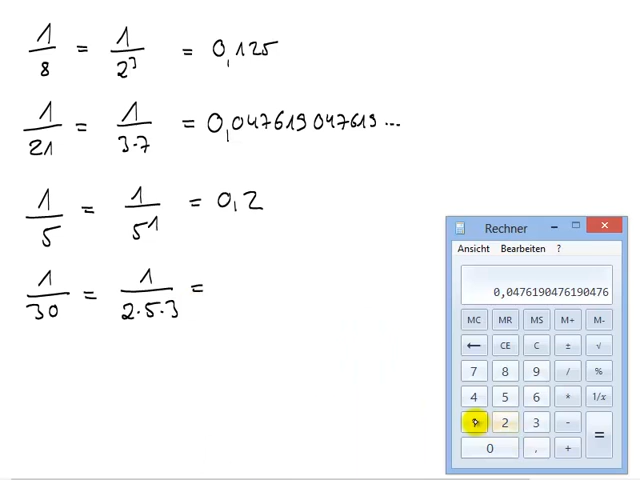 1/8 = 1/2³ = 0,125
1/21 = 1/3·7 = 0,047619047619...
1/5 = 1/5¹ = 0,2
1/30 = 1/2·5·3 =
Rechner
Ansicht Bearbeiten ?
0,0476190476190476
MC MR MS M+ M-
← CE C ± √
7 8 9 / %
4 5 6 * 1/x
2 3 - =
0 , +